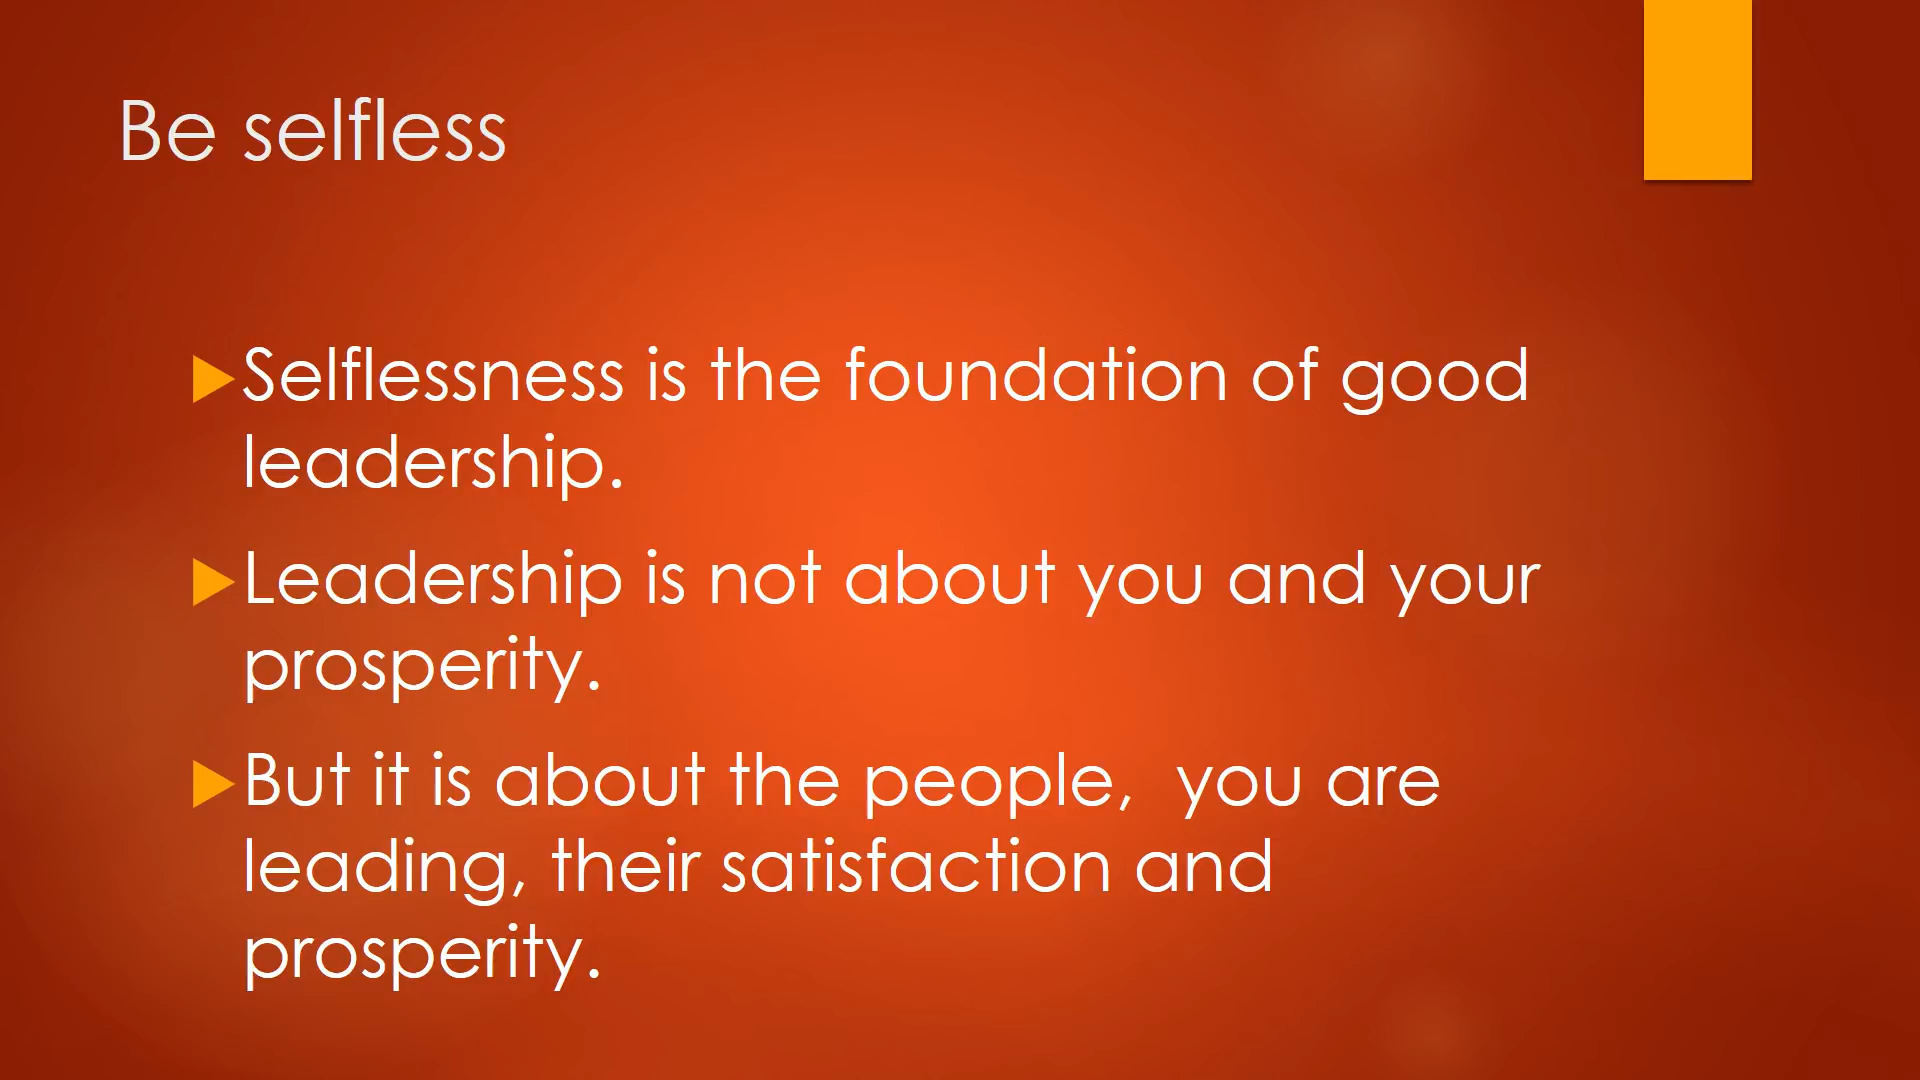 Be selfless
Selflessness is the foundation of good
leadership.
Leadership is not about you and your
prosperity.
But it is about the people,  you are
leading, their satisfaction and
prosperity.